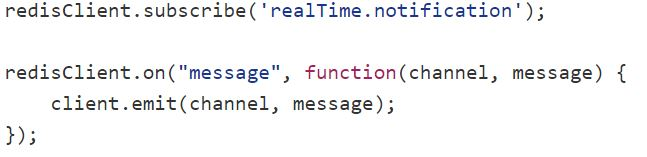 redisClient.subscribe('realTime.notification');
redisClient.on("message", function(channel, message) {
    client.emit(channel, message);
});